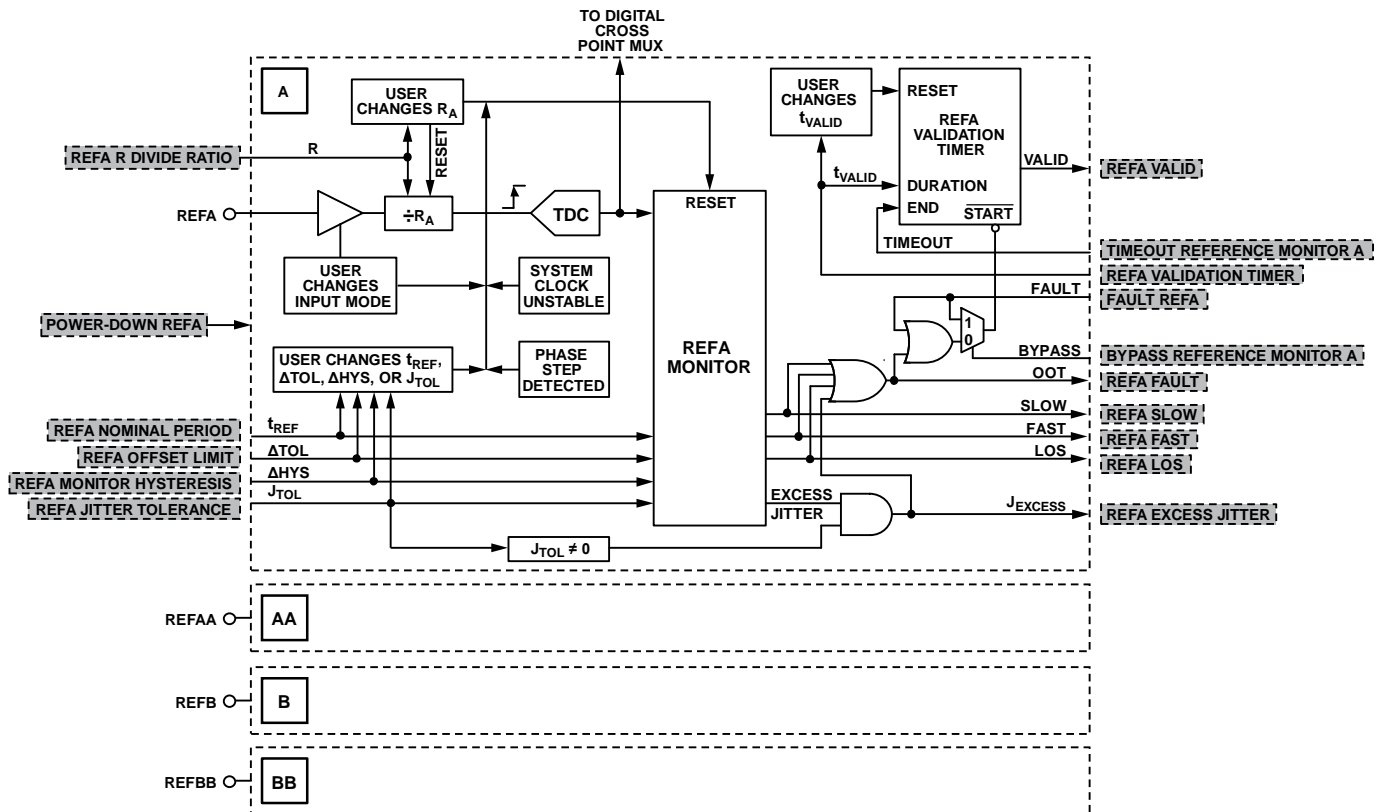 TO DIGITAL
CROSS
POINT MUX
A
USER
CHANGES RA
R
RESET
REFA R DIVIDE RATIO
REFA
÷RA
TDC
USER
CHANGES
INPUT MODE
SYSTEM
CLOCK
UNSTABLE
POWER-DOWN REFA
USER CHANGES tREF,
ΔTOL, ΔHYS, OR JTOL
PHASE
STEP
DETECTED
REFA NOMINAL PERIOD
tREF
REFA OFFSET LIMIT
ΔTOL
REFA MONITOR HYSTERESIS
ΔHYS
REFA JITTER TOLERANCE
JTOL
JTOL ≠ 0
RESET
REFA
MONITOR
USER
CHANGES
tVALID
RESET
REFA
VALIDATION
TIMER
tVALID
DURATION
END
START
VALID
REFA VALID
TIMEOUT
TIMEOUT REFERENCE MONITOR A
REFA VALIDATION TIMER
FAULT
FAULT REFA
1
0
BYPASS
BYPASS REFERENCE MONITOR A
OOT
REFA FAULT
SLOW
REFA SLOW
FAST
REFA FAST
LOS
REFA LOS
EXCESS
JITTER
JEXCESS
REFA EXCESS JITTER
REFAA
AA
REFB
B
REFBB
BB